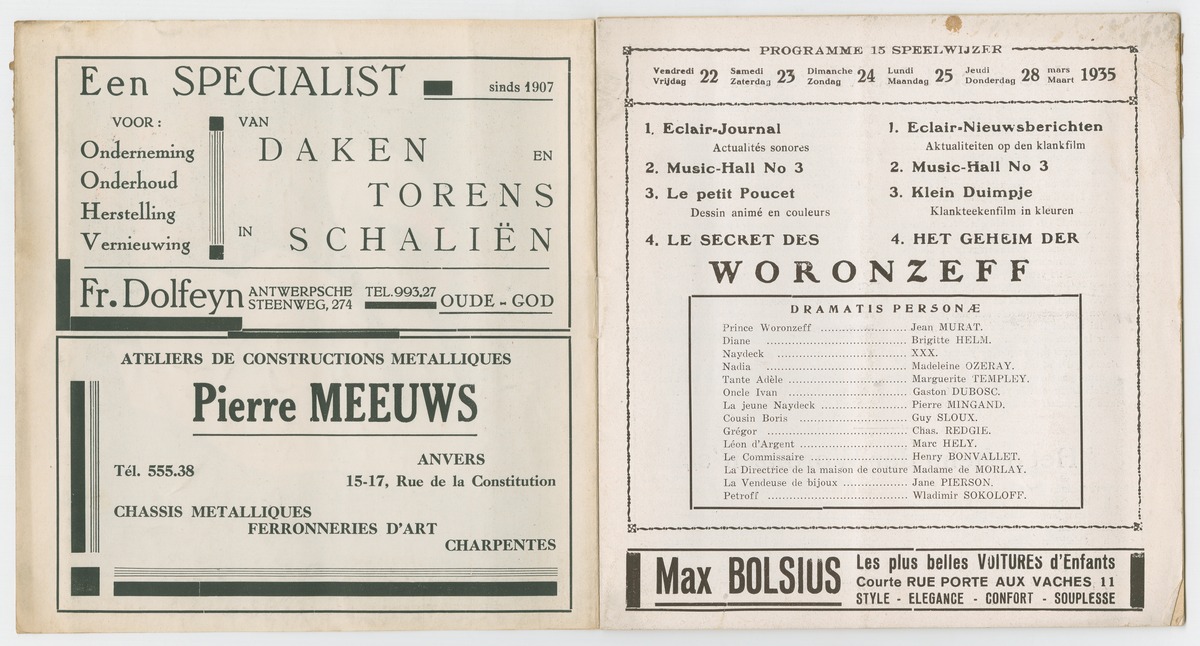 Een SPECIALIST
sinds 1907
VOOR :
Onderneming
Onderhoud
Herstelling
Vernieuwing
VAN
DAKEN
EN
TORENS
IN SCHALIËN
Fr. Dolfeyn
ANTWERPSCHE
STEENWEG, 274
TEL. 993,27
OUDE - GOD
ATELIERS DE CONSTRUCTIONS METALLIQUES
Pierre MEEUWS
Tél. 555.38
ANVERS
15-17, Rue de la Constitution
CHASSIS METALLIQUES
FERRONNERIES D'ART
CHARPENTES
PROGRAMME 15 SPEELWIJZER
Vendredi Vrijdag 22 Samedi Zaterdag 23 Dimanche Zondag 24 Lundi Maandag 25 Jeudi Donderdag 28 mars Maart 1935
1. Eclair-Journal
Actualités sonores
2. Music-Hall No 3
3. Le petit Poucet
Dessin animé en couleurs
4. LE SECRET DES
1. Eclair-Nieuwsberichten
Aktualiteiten op den klankfilm
2. Music-Hall No 3
3. Klein Duimpje
Klankteekenfilm in kleuren
4. HET GEHEIM DER
WORONZEFF
DRAMATIS PERSONÆ
Prince Woronzeff ........................ Jean MURAT.
Diane ........................ Brigitte HELM.
Naydeck ........................ XXX.
Nadia ........................ Madeleine OZERAY.
Tante Adèle ........................ Marguerite TEMPLEY.
Oncle Ivan ........................ Gaston DUBOSC.
La jeune Naydeck ........................ Pierre MINGAND.
Cousin Boris ........................ Guy SLOUX.
Grégor ........................ Chas. REDGIE.
Léon d'Argent ........................ Marc HELY.
Le Commissaire ........................ Henry BONVALLET.
La Directrice de la maison de couture Madame de MORLAY.
La Vendeuse de bijoux ........................ Jane PIERSON.
Petroff ........................ Wladimir SOKOLOFF.
Max BOLSIUS
Les plus belles VOITURES d'Enfants
Courte RUE PORTE AUX VACHES 11
STYLE - ELEGANCE - CONFORT - SOUPLESSE